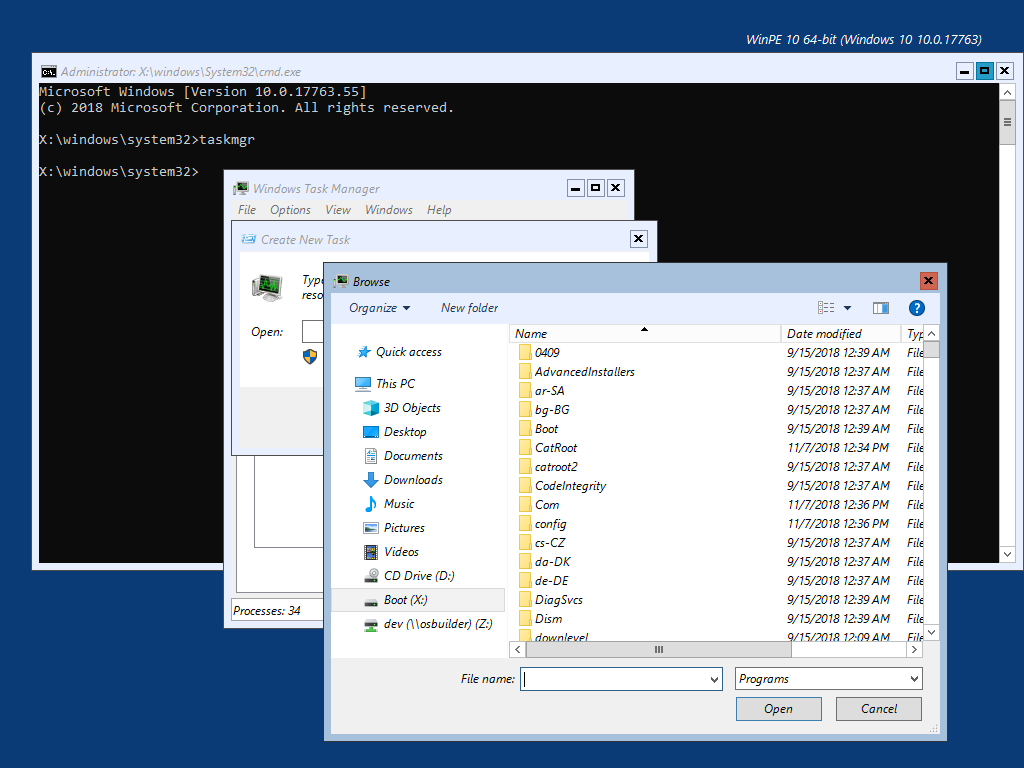 WinPE 10 64-bit (Windows 10 10.0.17763)
Administrator: X:\windows\System32\cmd.exe
Microsoft Windows [Version 10.0.17763.55]
(c) 2018 Microsoft Corporation. All rights reserved.
X:\windows\system32>taskmgr
X:\windows\system32>
Windows Task Manager
File Options View Windows Help
Create New Task
Open:
Processes: 34
Browse
Organize New folder
Quick access
This PC
3D Objects
Desktop
Documents
Downloads
Music
Pictures
Videos
CD Drive (D:)
Boot (X:)
dev (\\osbuilder) (Z:)
Name Date modified Typ
0409 9/15/2018 12:39 AM File
AdvancedInstallers 9/15/2018 12:37 AM File
ar-SA 9/15/2018 12:37 AM File
bg-BG 9/15/2018 12:37 AM File
Boot 9/15/2018 12:39 AM File
CatRoot 11/7/2018 12:34 PM File
catroot2 9/15/2018 12:37 AM File
CodeIntegrity 9/15/2018 12:37 AM File
Com 11/7/2018 12:36 PM File
config 11/7/2018 12:36 PM File
cs-CZ 9/15/2018 12:37 AM File
da-DK 9/15/2018 12:37 AM File
de-DE 9/15/2018 12:37 AM File
DiagSvcs 9/15/2018 12:39 AM File
Dism 9/15/2018 12:39 AM File
downlevel 9/15/2018 12:09 AM File
File name:
Programs
Open Cancel